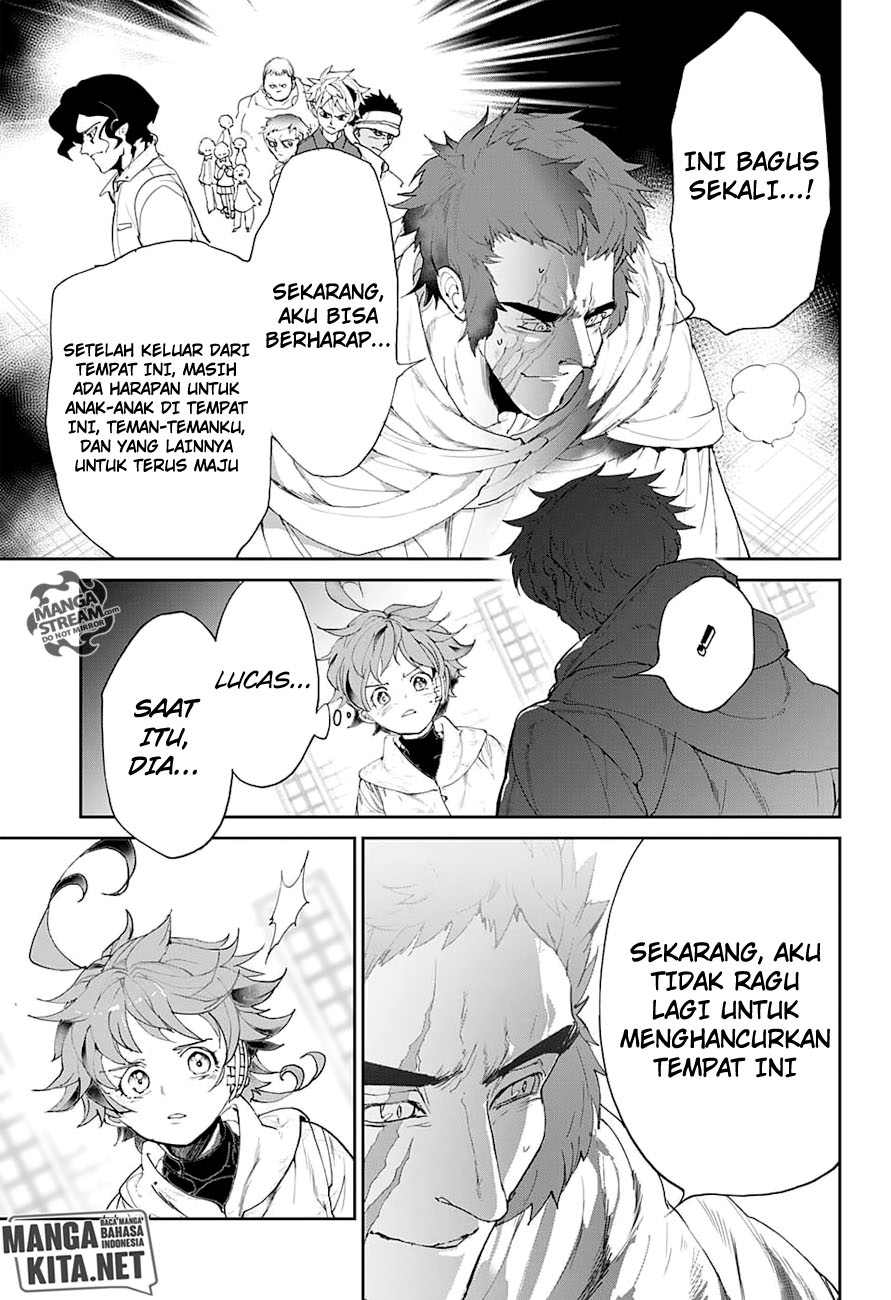 INI BAGUS
SEKALI...!
SEKARANG,
AKU BISA
BERHARAP...
SETELAH KELUAR DARI
TEMPAT INI, MASIH
ADA HARAPAN UNTUK
ANAK-ANAK DI TEMPAT
INI, TEMAN-TEMANKU,
DAN YANG LAINNYA
UNTUK TERUS MAJU
!
LUCAS...
SAAT
ITU,
DIA...
MANGA
STREAM.com
DO NOT MIRROR
SEKARANG, AKU
TIDAK RAGU
LAGI UNTUK
MENGHANCURKAN
TEMPAT INI
MANGA
BACA MANGA
BAHASA
INDONESIA
KITA.NET